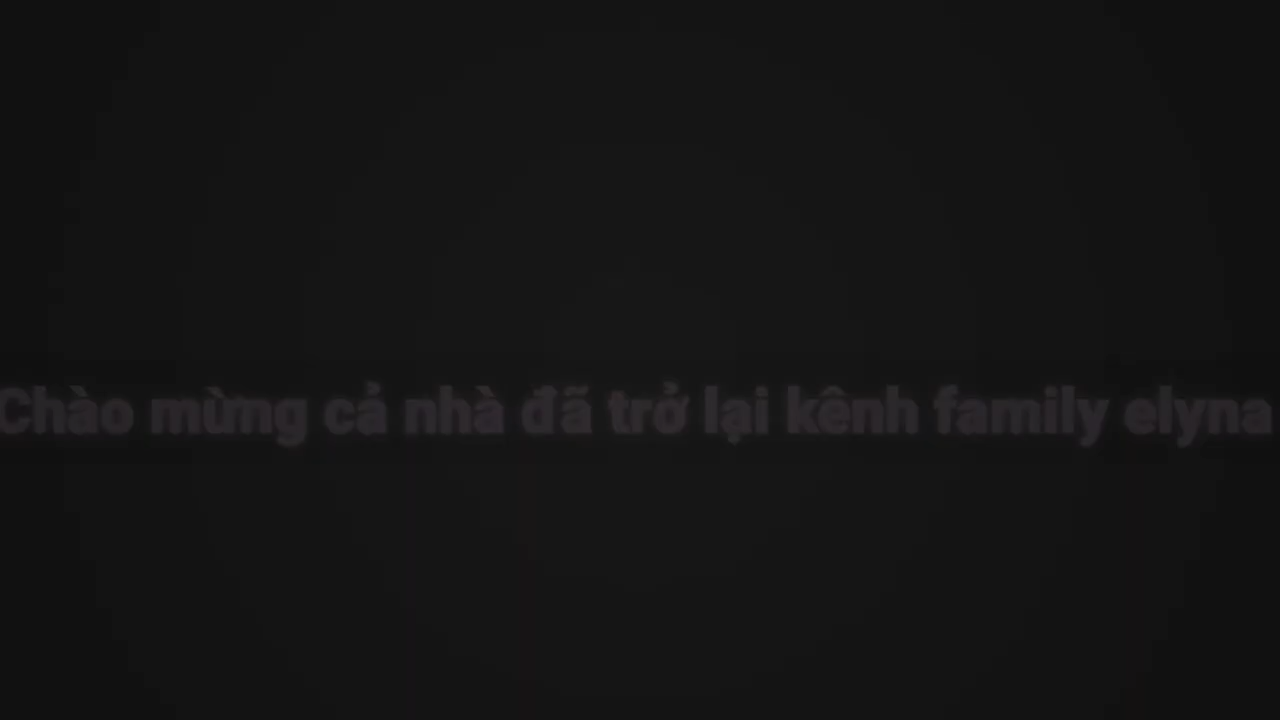 Chào mừng cả nhà đã trở lại kênh family elyna